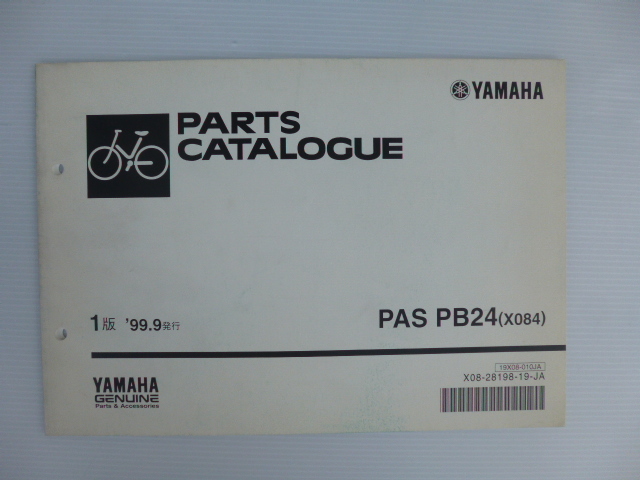 YAMAHA
PARTS
CATALOGUE
1版 '99.9発行
PAS PB24(X084)
YAMAHA
GENUINE
Parts & Accessories
19X08-010JA
X08-28198-19-JA